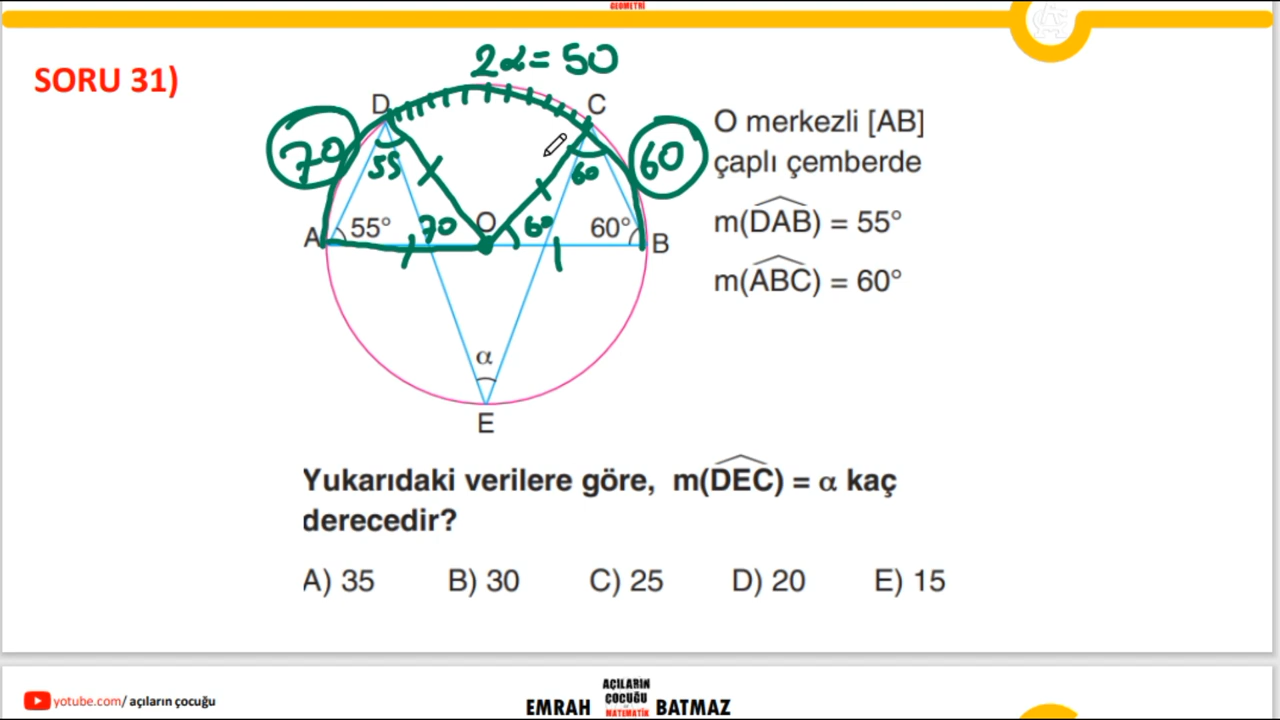 GEOMETRİ
SORU 31)
2α = 50
D
C
70
55
60
60
O merkezli [AB]
çaplı çemberde
A
55°
70
O
60
60°
B
m(DAB) = 55°
m(ABC) = 60°
α
E
Yukarıdaki verilere göre, m(DEC) = α kaç
derecedir?
A) 35 B) 30 C) 25 D) 20 E) 15
yotube.com/ açıların çocuğu
EMRAH
AÇILARIN
ÇOCUĞU
MATEMATİK
BATMAZ